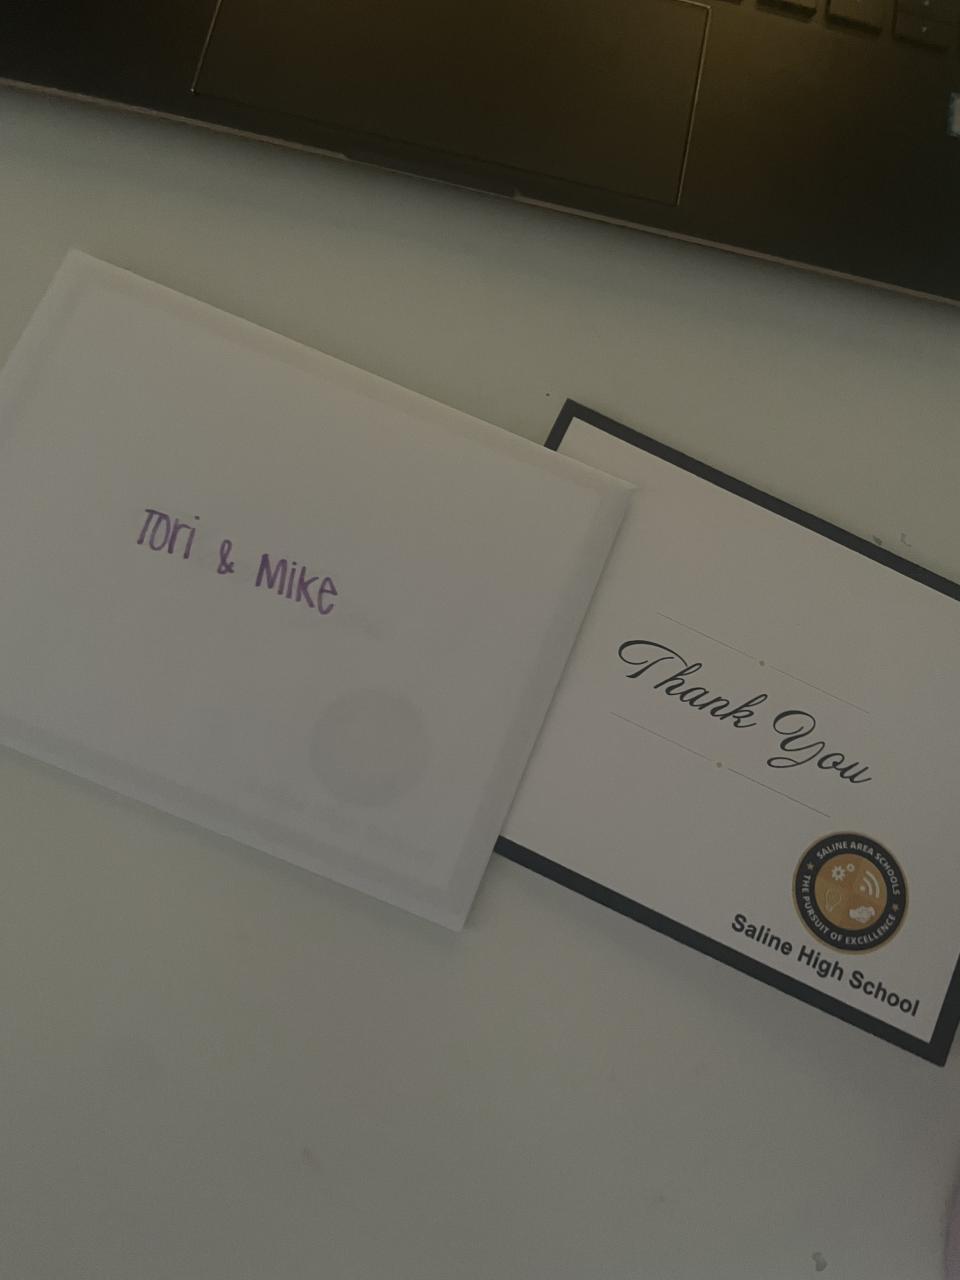 Tori & Mike
Thank You
SALINE AREA SCHOOLS
THE PURSUIT OF EXCELLENCE
Saline High School